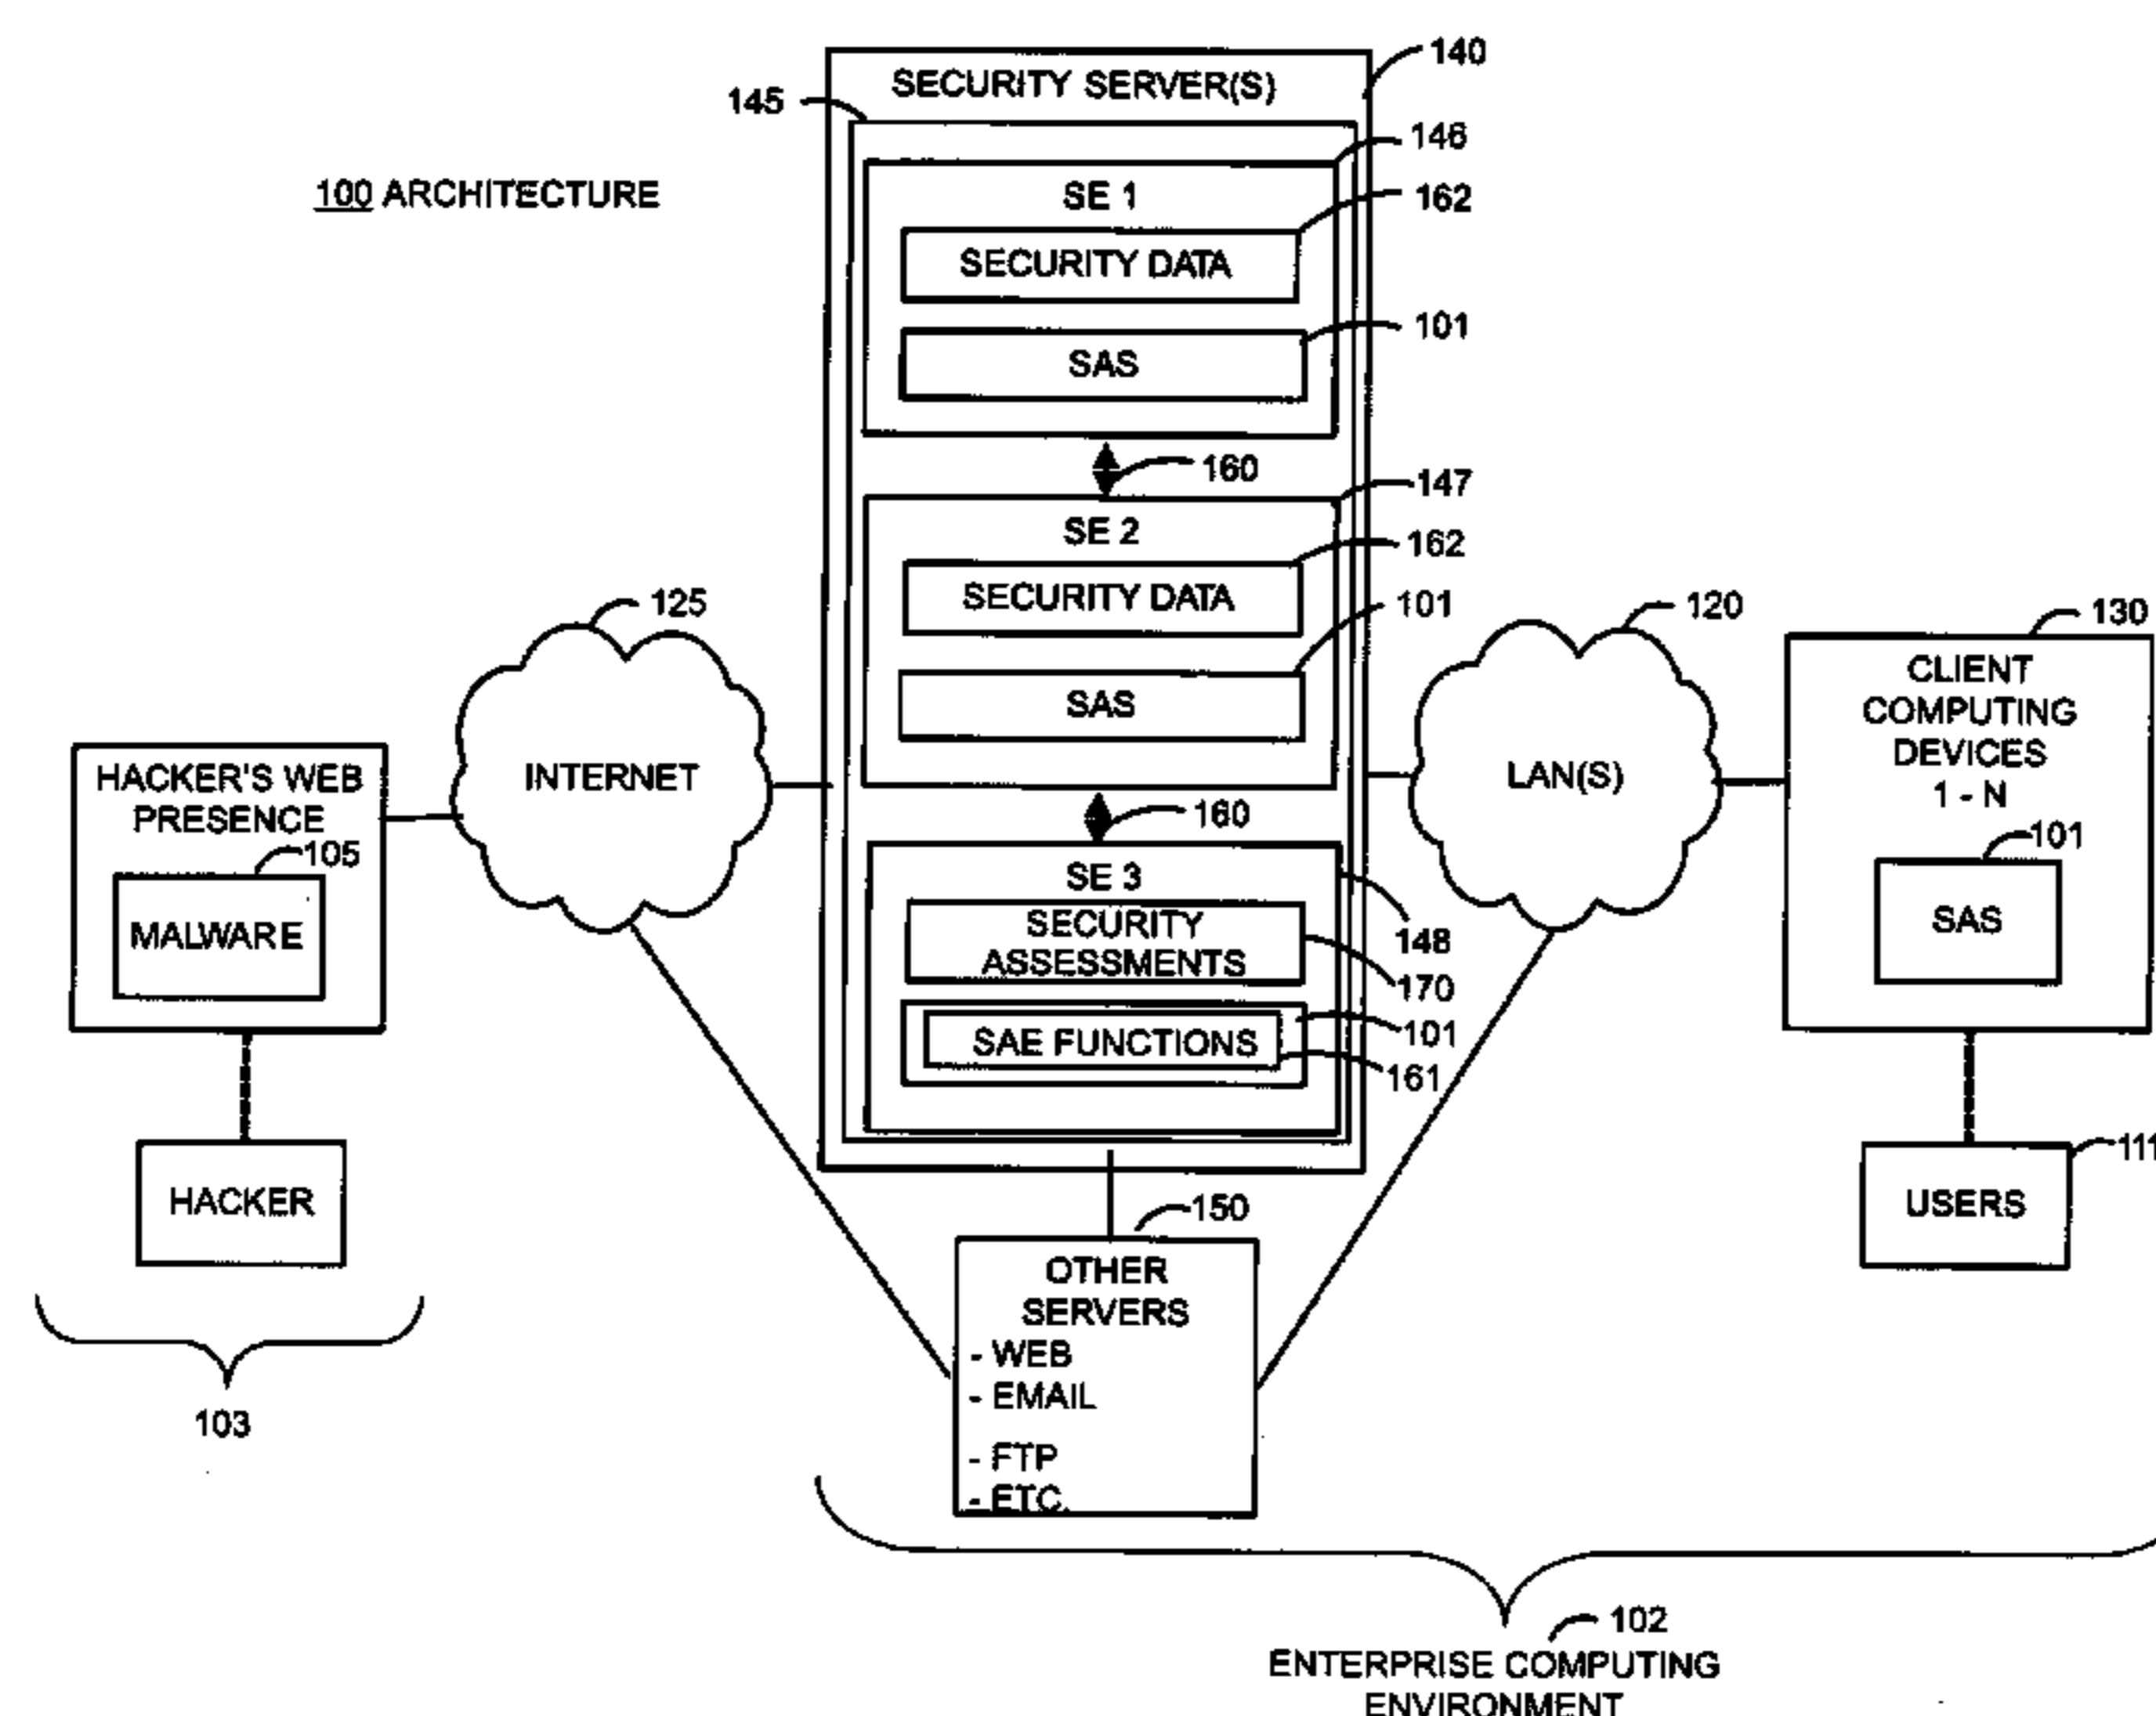 SECURITY SERVER(S)
140
145
146
100 ARCHITECTURE
SE 1
162
SECURITY DATA
101
SAS
160
147
SE 2
162
SECURITY DATA
101
SAS
125
INTERNET
120
LAN(S)
130
CLIENT
COMPUTING
DEVICES
1 - N
101
SAS
HACKER'S WEB
PRESENCE
105
MALWARE
160
SE 3
SECURITY
ASSESSMENTS
148
170
101
SAE FUNCTIONS
161
HACKER
111
USERS
150
OTHER
SERVERS
- WEB
- EMAIL
- FTP
- ETC.
103
102
ENTERPRISE COMPUTING
ENVIRONMENT